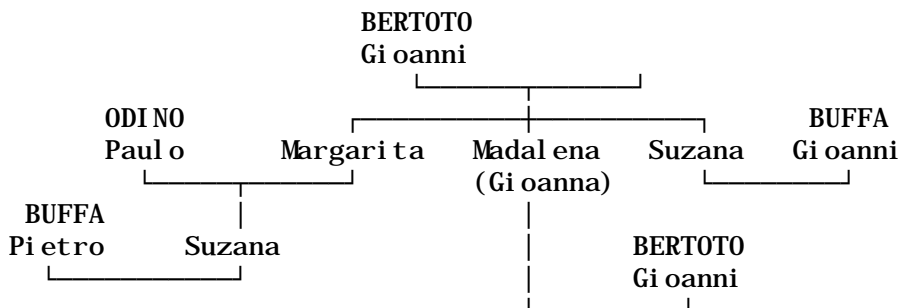 BERTOTO
Gioanni
ODINO BUFFA
Paulo Margarita Madalena Suzana Gioanni
(Gioanna)
BUFFA
Pietro Suzana BERTOTO
Gioanni